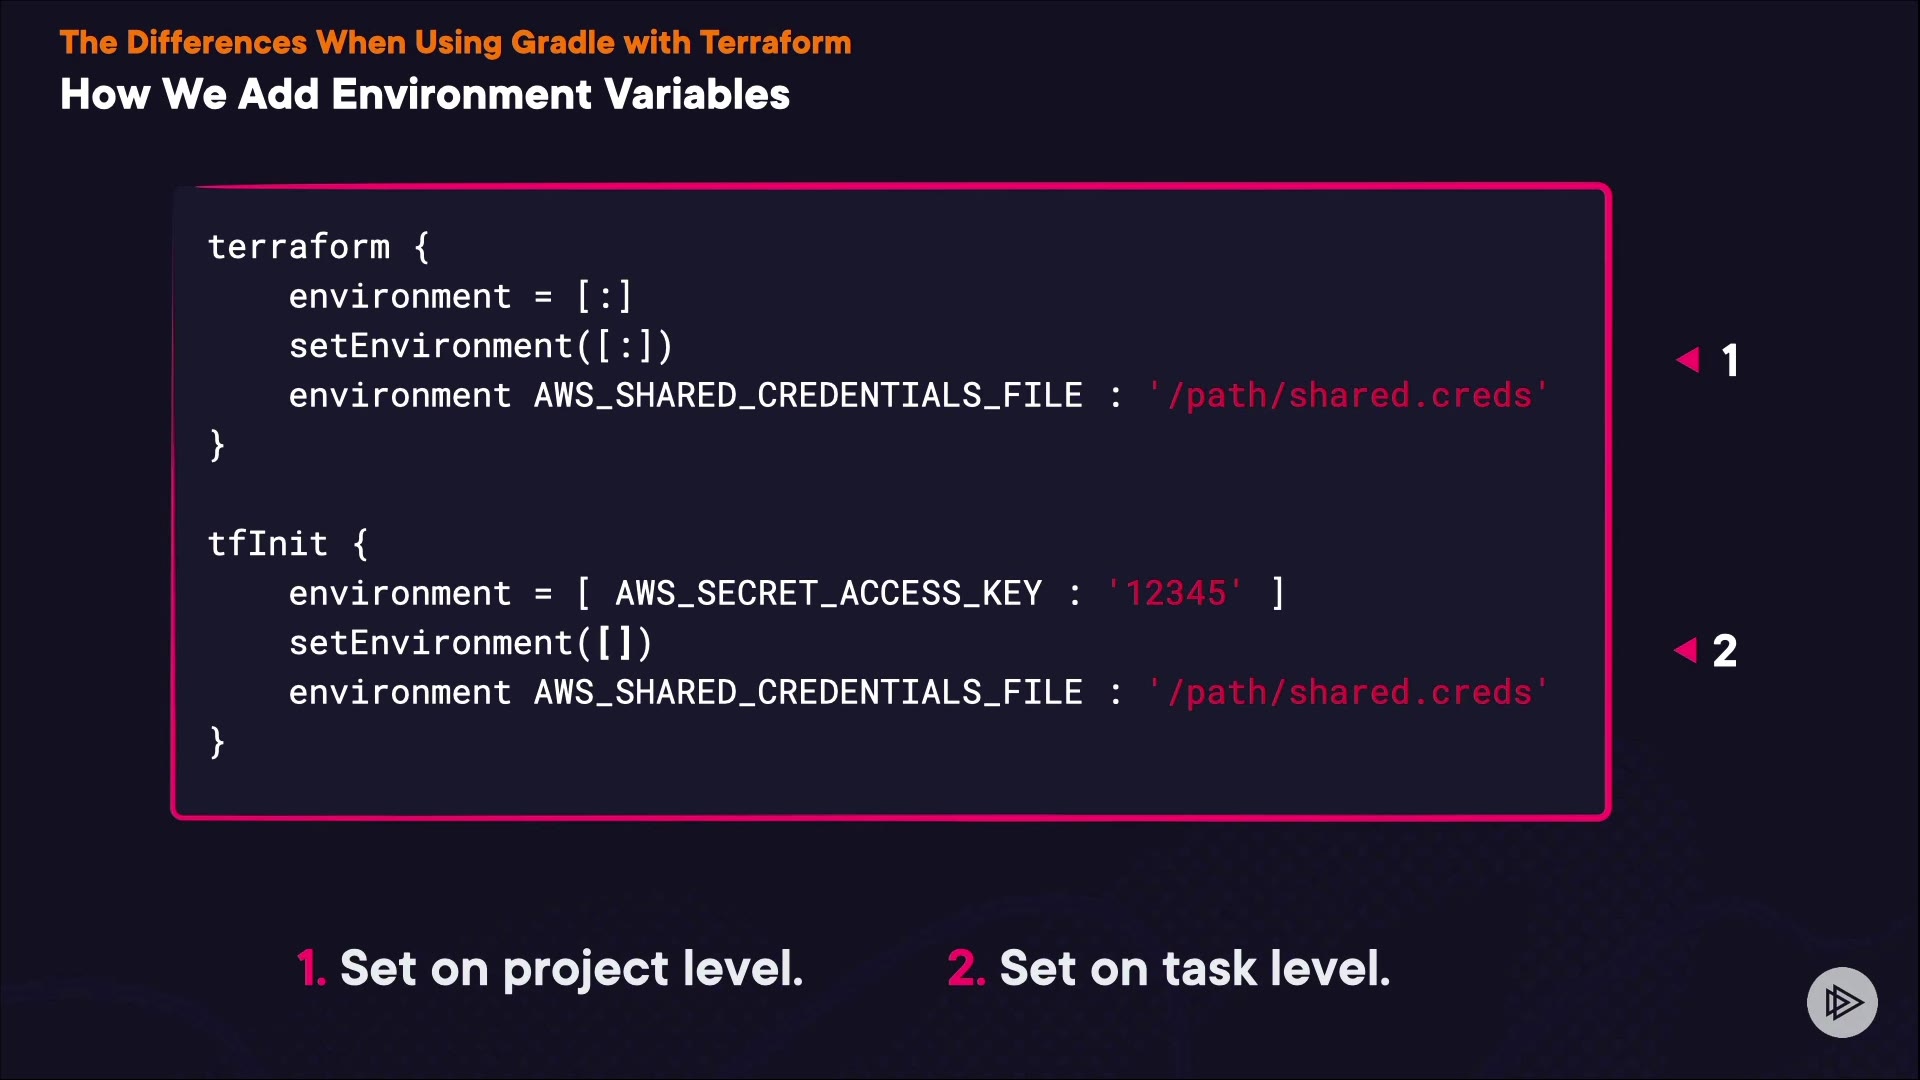 The Differences When Using Gradle with Terraform
How We Add Environment Variables
terraform {
    environment = [:]
    setEnvironment([:])
    environment AWS_SHARED_CREDENTIALS_FILE : '/path/shared.creds'
}
1
tfInit {
    environment = [ AWS_SECRET_ACCESS_KEY : '12345' ]
    setEnvironment([])
    environment AWS_SHARED_CREDENTIALS_FILE : '/path/shared.creds'
}
2
1. Set on project level.
2. Set on task level.